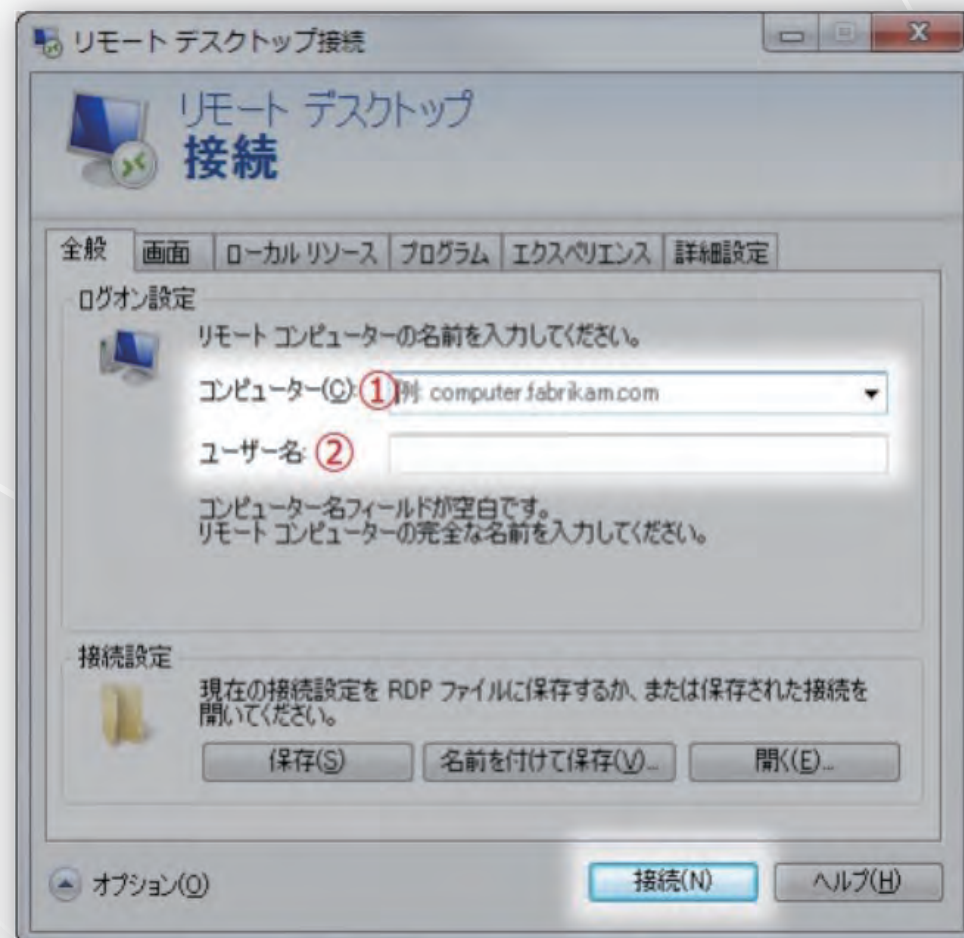 リモート デスクトップ接続
リモート デスクトップ
接続
全般 画面 ローカル リソース プログラム エクスペリエンス 詳細設定
ログオン設定
リモート コンピューターの名前を入力してください。
コンピューター(C): ① 例: computer.fabrikam.com
ユーザー名: ②
コンピューター名フィールドが空白です。
リモート コンピューターの完全な名前を入力してください。
接続設定
現在の接続設定を RDP ファイルに保存するか、または保存された接続を
開いてください。
保存(S) 名前を付けて保存(V)... 開く(E)...
オプション(O) 接続(N) ヘルプ(H)